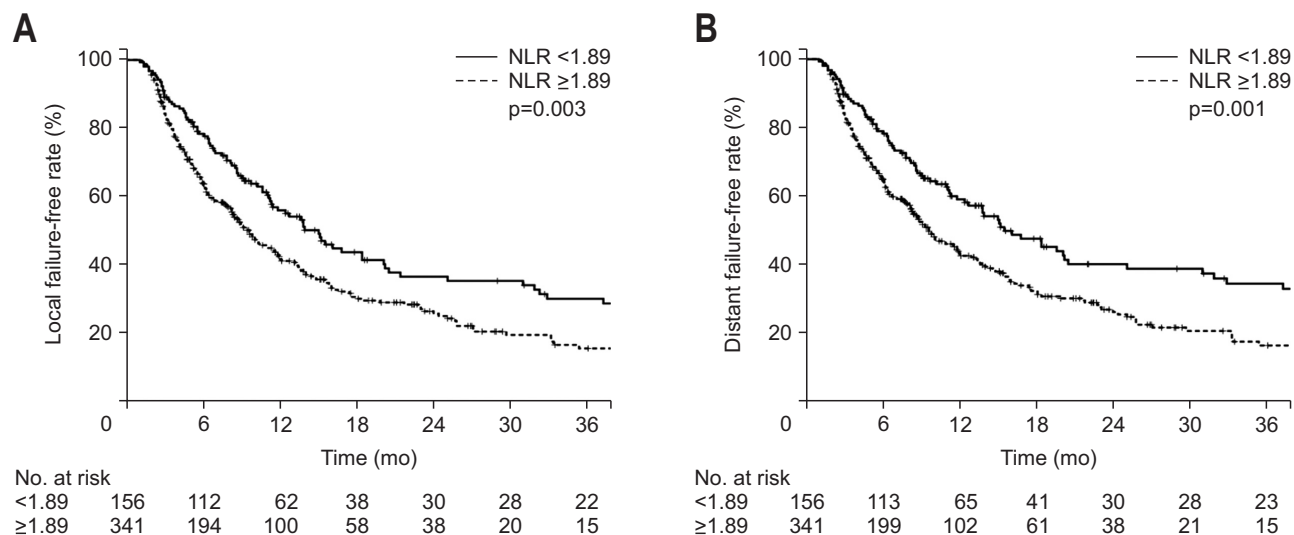 A
Local failure-free rate (%)
100
80
60
40
20
0
6 12 18 24 30 36
Time (mo)
NLR <1.89
NLR ≥1.89
p=0.003
No. at risk
<1.89 156 112 62 38 30 28 22
≥1.89 341 194 100 58 38 20 15
B
Distant failure-free rate (%)
100
80
60
40
20
0
6 12 18 24 30 36
Time (mo)
NLR <1.89
NLR ≥1.89
p=0.001
No. at risk
<1.89 156 113 65 41 30 28 23
≥1.89 341 199 102 61 38 21 15